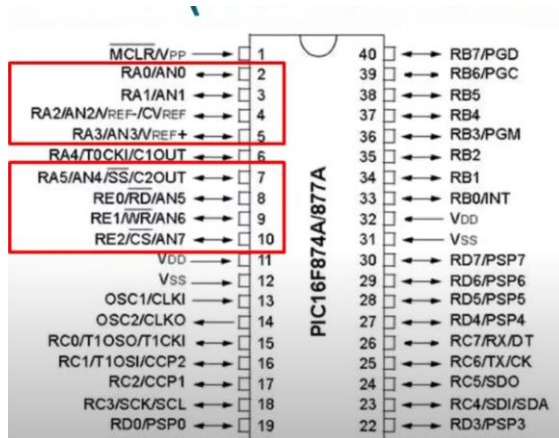 MCLR/VPP 1 40 RB7/PGD
RA0/AN0 2 39 RB6/PGC
RA1/AN1 3 38 RB5
RA2/AN2/VREF-/CVREF 4 37 RB4
RA3/AN3/VREF+ 5 36 RB3/PGM
RA4/T0CKI/C1OUT 6 35 RB2
RA5/AN4/SS/C2OUT 7 34 RB1
RE0/RD/AN5 8 33 RB0/INT
RE1/WR/AN6 9 32 VDD
RE2/CS/AN7 10 31 VSS
VDD 11 30 RD7/PSP7
VSS 12 29 RD6/PSP6
OSC1/CLKI 13 28 RD5/PSP5
OSC2/CLKO 14 27 RD4/PSP4
RC0/T1OSO/T1CKI 15 26 RC7/RX/DT
RC1/T1OSI/CCP2 16 25 RC6/TX/CK
RC2/CCP1 17 24 RC5/SDO
RC3/SCK/SCL 18 23 RC4/SDI/SDA
RD0/PSP0 19 22 RD3/PSP3
PIC16F874A/877A